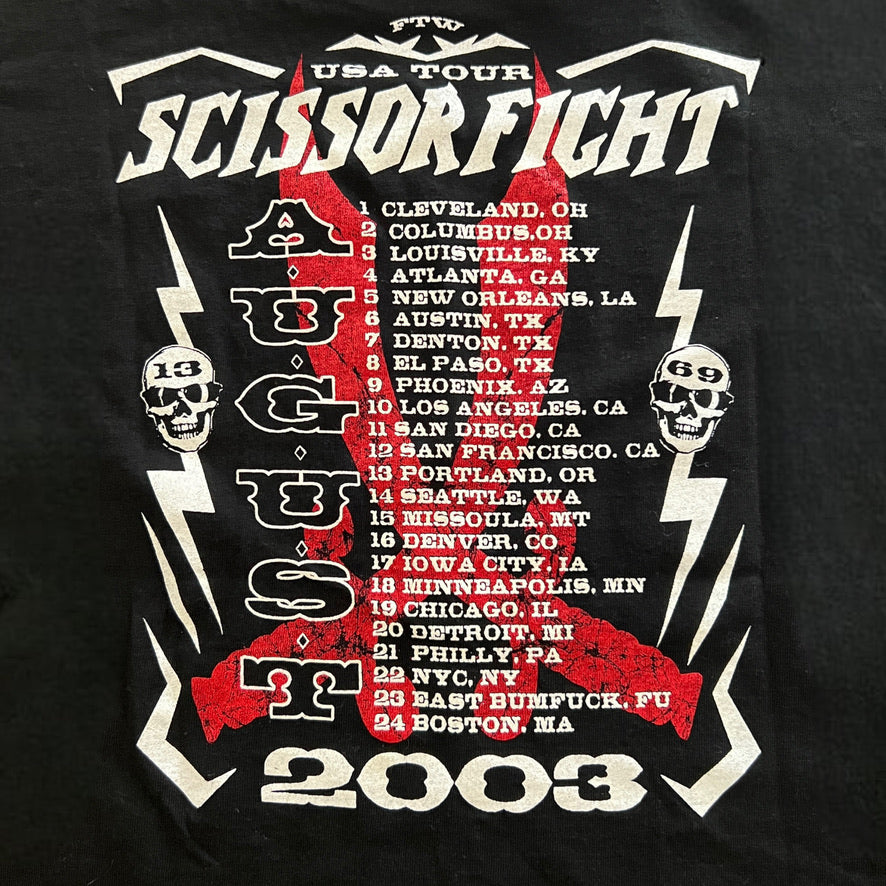 FTW
USA TOUR
SCISSORFIGHT
AUGUST
1 CLEVELAND, OH
2 COLUMBUS,OH
3 LOUISVILLE, KY
4 ATLANTA, GA
5 NEW ORLEANS, LA
6 AUSTIN, TX
7 DENTON, TX
8 EL PASO, TX
9 PHOENIX, AZ
10 LOS ANGELES, CA
11 SAN DIEGO, CA
12 SAN FRANCISCO. CA
13 PORTLAND, OR
14 SEATTLE, WA
15 MISSOULA, MT
16 DENVER, CO
17 IOWA CITY, IA
18 MINNEAPOLIS, MN
19 CHICAGO, IL
20 DETROIT, MI
21 PHILLY, PA
22 NYC, NY
23 EAST BUMFUCK, FU
24 BOSTON, MA
13
69
2003